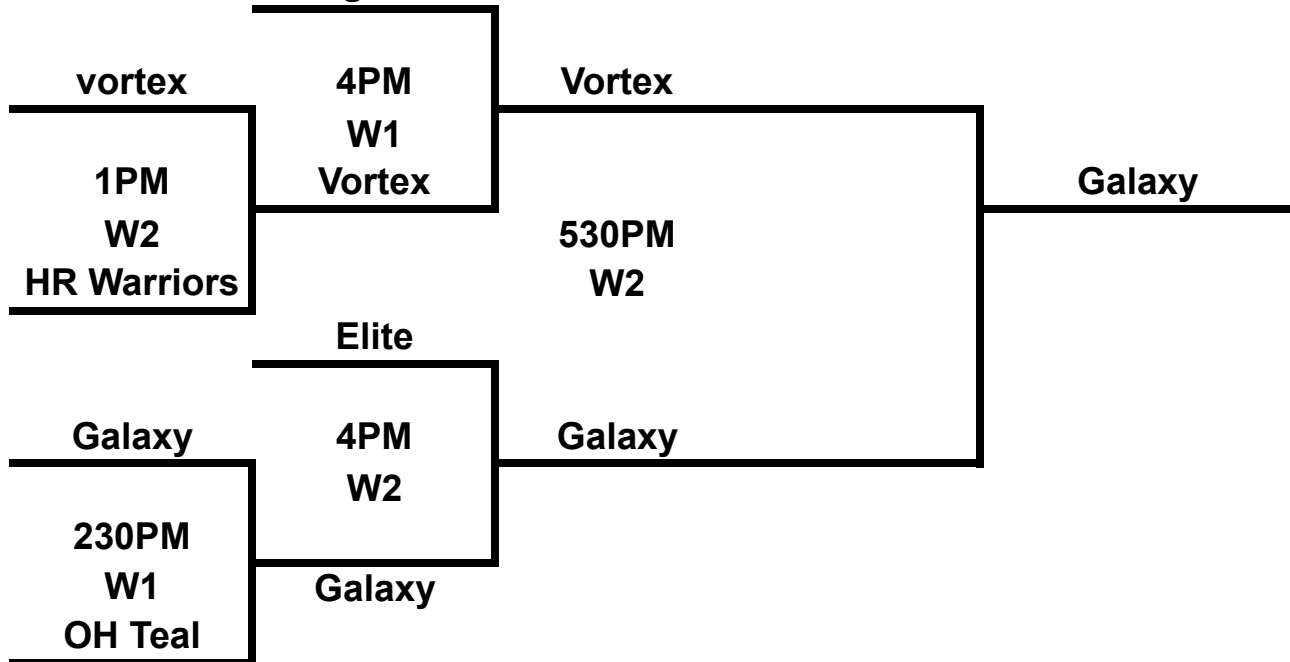 vortex
4PM
Vortex
W1
1PM
Vortex
Galaxy
W2
530PM
HR Warriors
W2
Elite
Galaxy
4PM
Galaxy
W2
230PM
W1
Galaxy
OH Teal